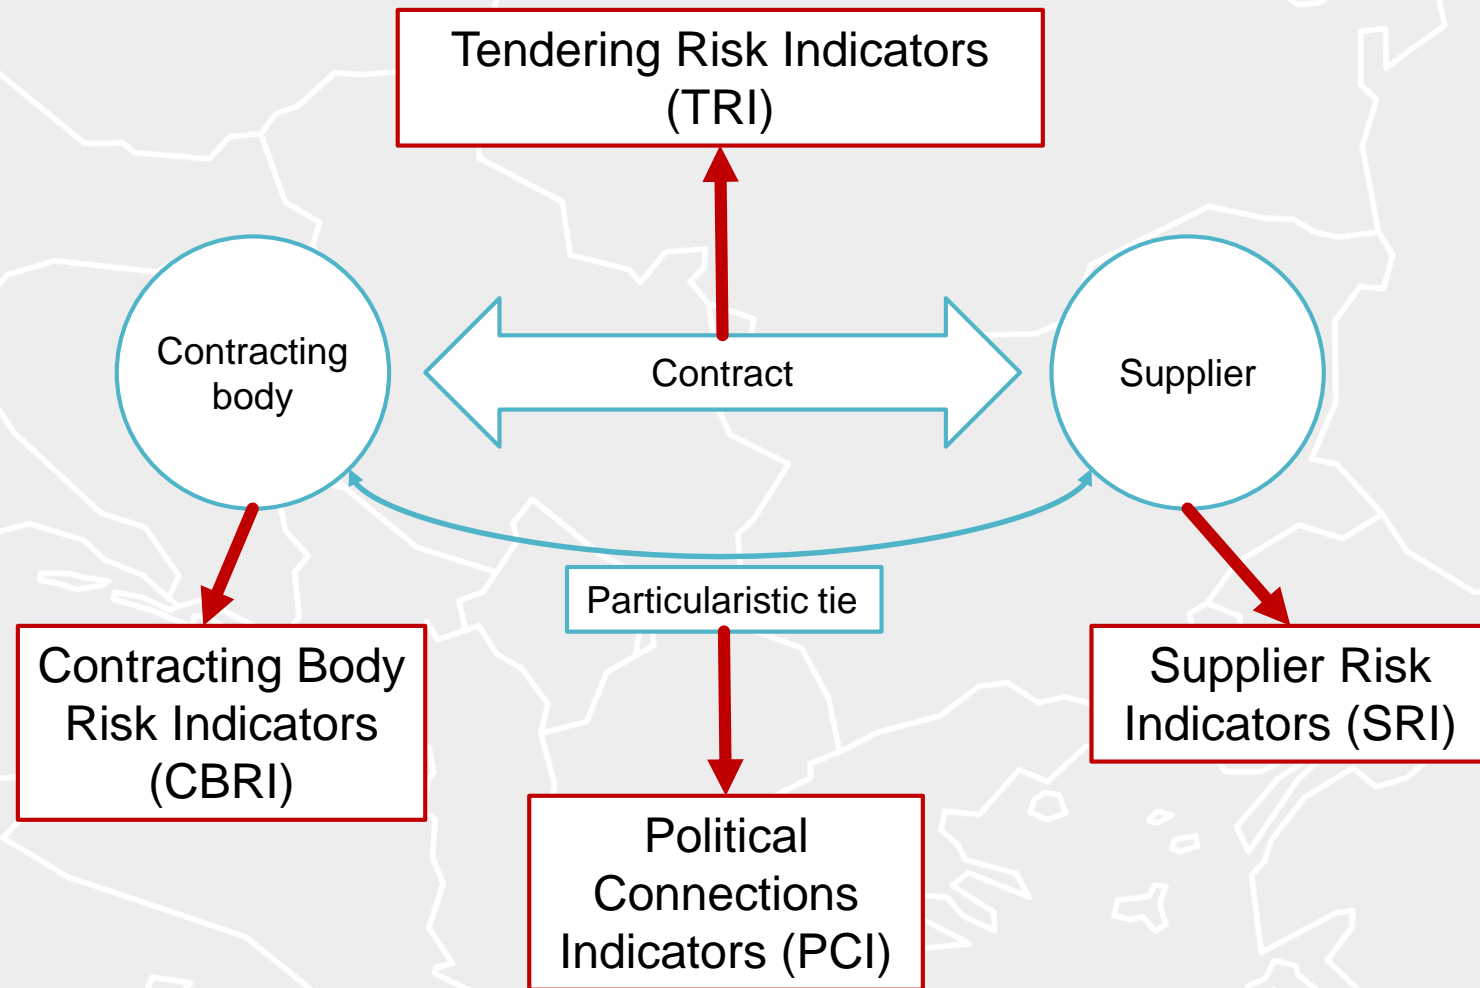 Tendering Risk Indicators
(TRI)
Contracting
body
Contract
Supplier
Particularistic tie
Contracting Body
Risk Indicators
(CBRI)
Supplier Risk
Indicators (SRI)
Political
Connections
Indicators (PCI)